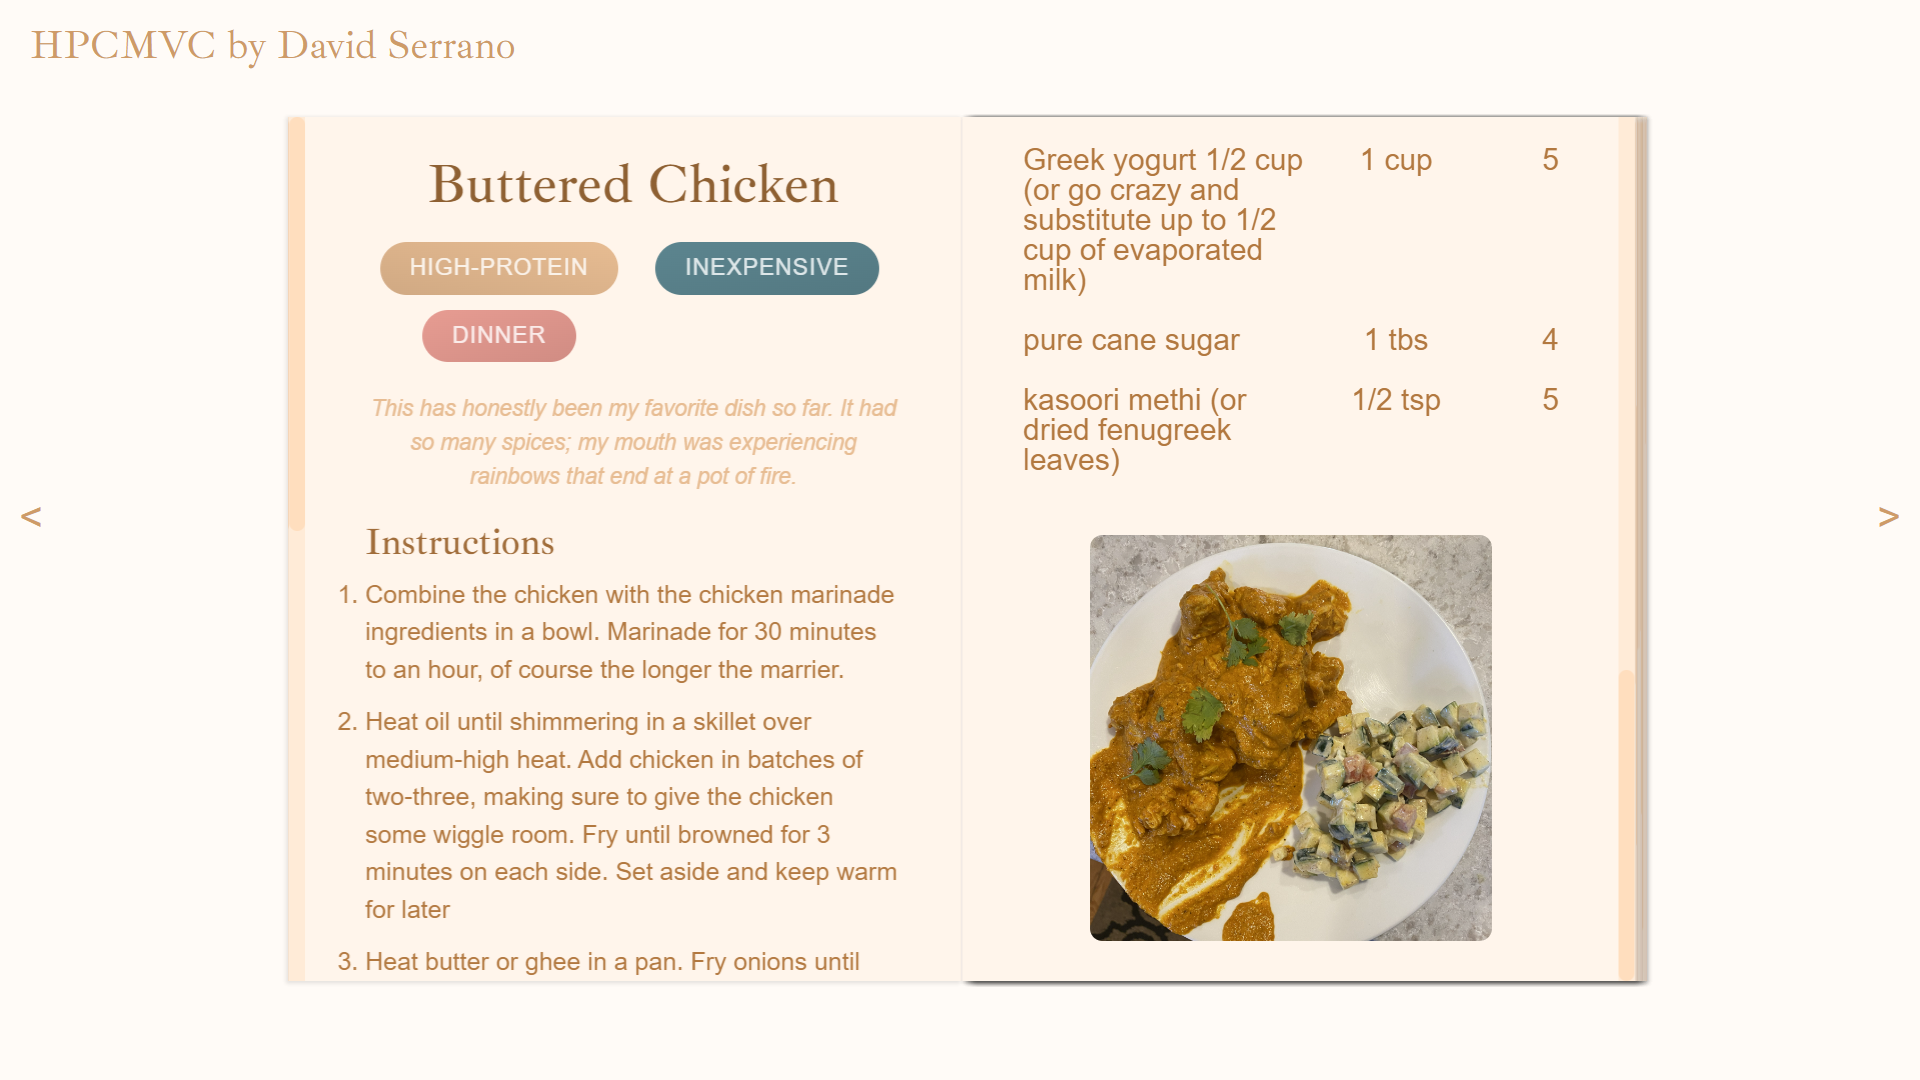 HPCMVC by David Serrano
Buttered Chicken
HIGH-PROTEIN
INEXPENSIVE
DINNER
This has honestly been my favorite dish so far. It had
so many spices; my mouth was experiencing
rainbows that end at a pot of fire.
Instructions
1. Combine the chicken with the chicken marinade
ingredients in a bowl. Marinade for 30 minutes
to an hour, of course the longer the marrier.
2. Heat oil until shimmering in a skillet over
medium-high heat. Add chicken in batches of
two-three, making sure to give the chicken
some wiggle room. Fry until browned for 3
minutes on each side. Set aside and keep warm
for later
3. Heat butter or ghee in a pan. Fry onions until
Greek yogurt 1/2 cup 1 cup 5
(or go crazy and
substitute up to 1/2
cup of evaporated
milk)
pure cane sugar 1 tbs 4
kasoori methi (or 1/2 tsp 5
dried fenugreek
leaves)
<
>